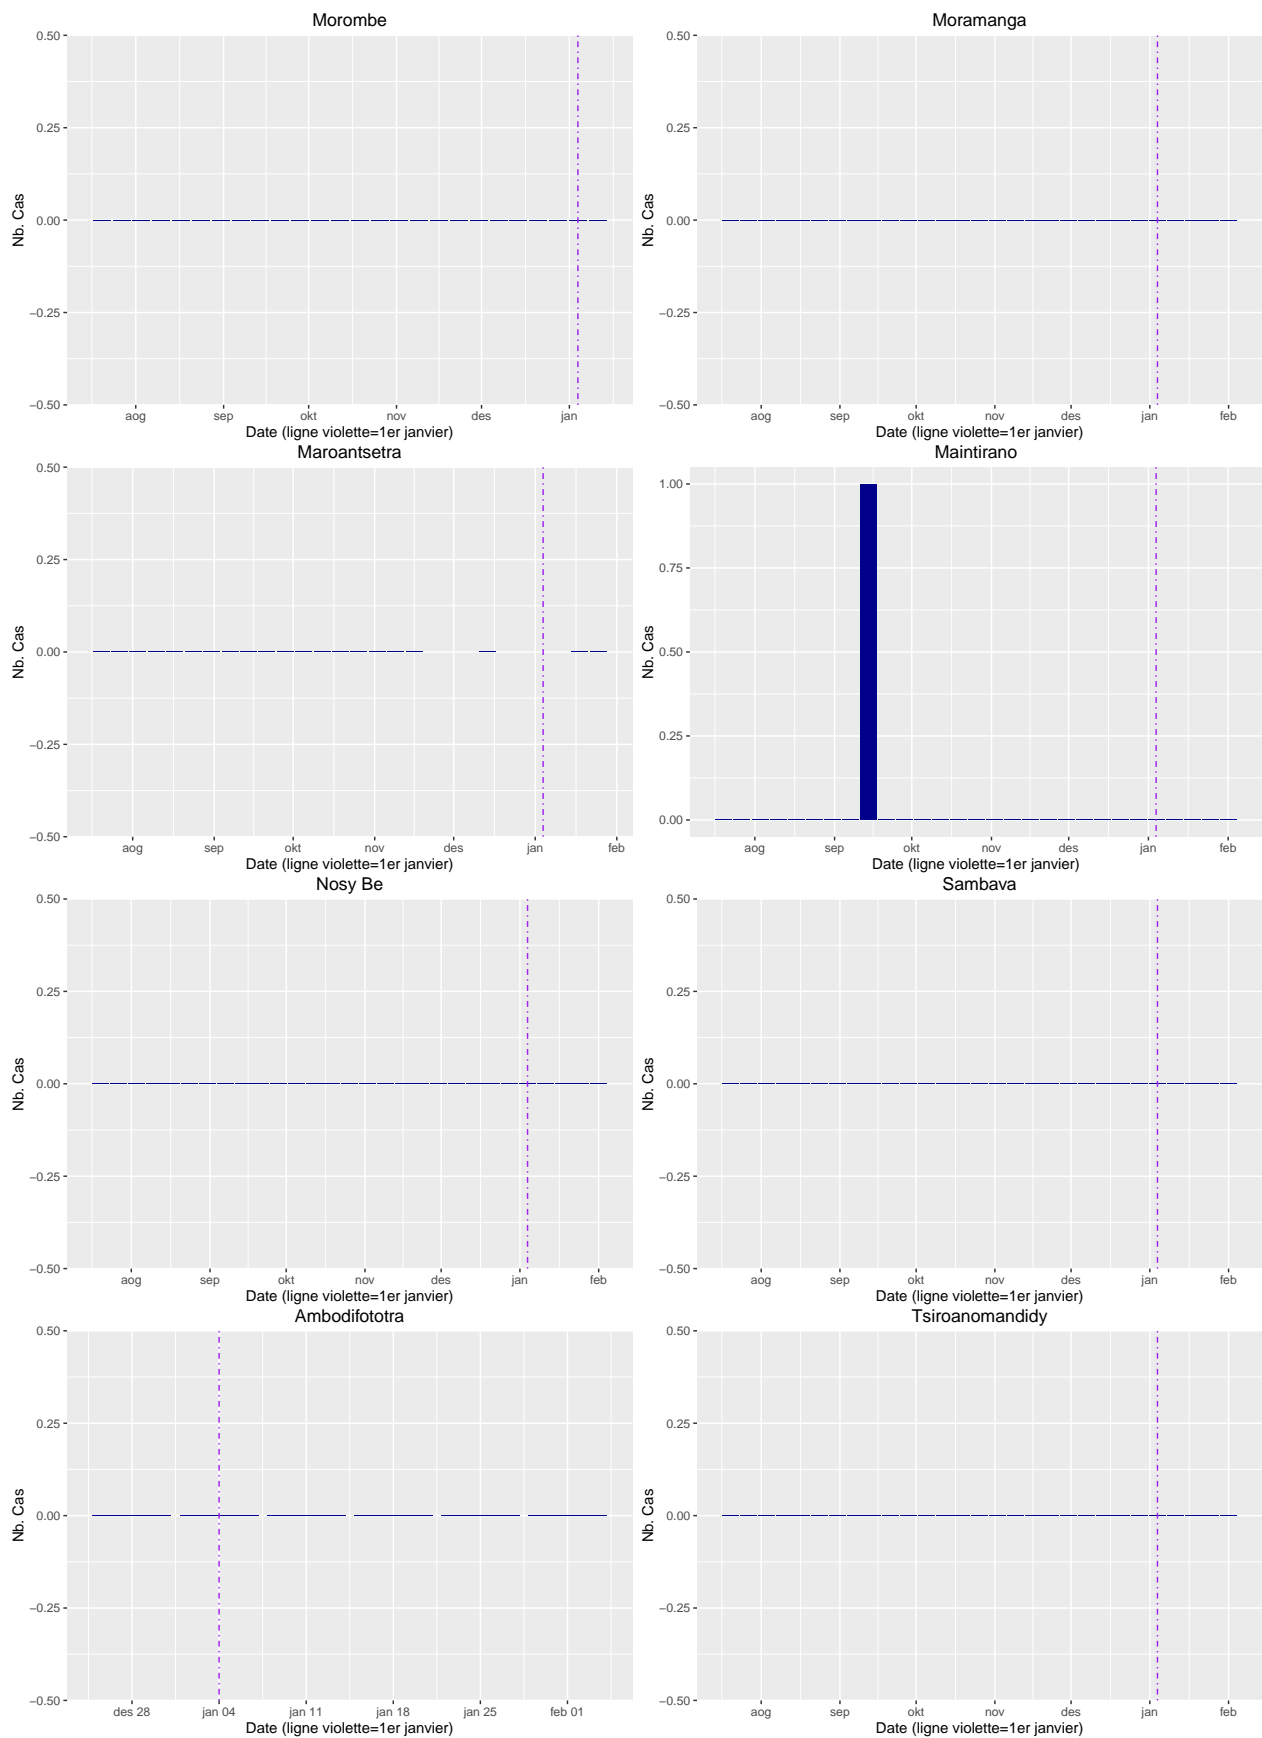 Morombe
0.50
0.25
0.00
−0.25
−0.50
Nb. Cas
aog sep okt nov des jan
Date (ligne violette=1er janvier)
Moramanga
0.50
0.25
0.00
−0.25
−0.50
Nb. Cas
aog sep okt nov des jan feb
Date (ligne violette=1er janvier)
Maroantsetra
0.50
0.25
0.00
−0.25
−0.50
Nb. Cas
aog sep okt nov des jan feb
Date (ligne violette=1er janvier)
Maintirano
1.00
0.75
0.50
0.25
0.00
Nb. Cas
aog sep okt nov des jan feb
Date (ligne violette=1er janvier)
Nosy Be
0.50
0.25
0.00
−0.25
−0.50
Nb. Cas
aog sep okt nov des jan feb
Date (ligne violette=1er janvier)
Sambava
0.50
0.25
0.00
−0.25
−0.50
Nb. Cas
aog sep okt nov des jan feb
Date (ligne violette=1er janvier)
Ambodifototra
0.50
0.25
0.00
−0.25
−0.50
Nb. Cas
des 28 jan 04 jan 11 jan 18 jan 25 feb 01
Date (ligne violette=1er janvier)
Tsiroanomandidy
0.50
0.25
0.00
−0.25
−0.50
Nb. Cas
aog sep okt nov des jan feb
Date (ligne violette=1er janvier)